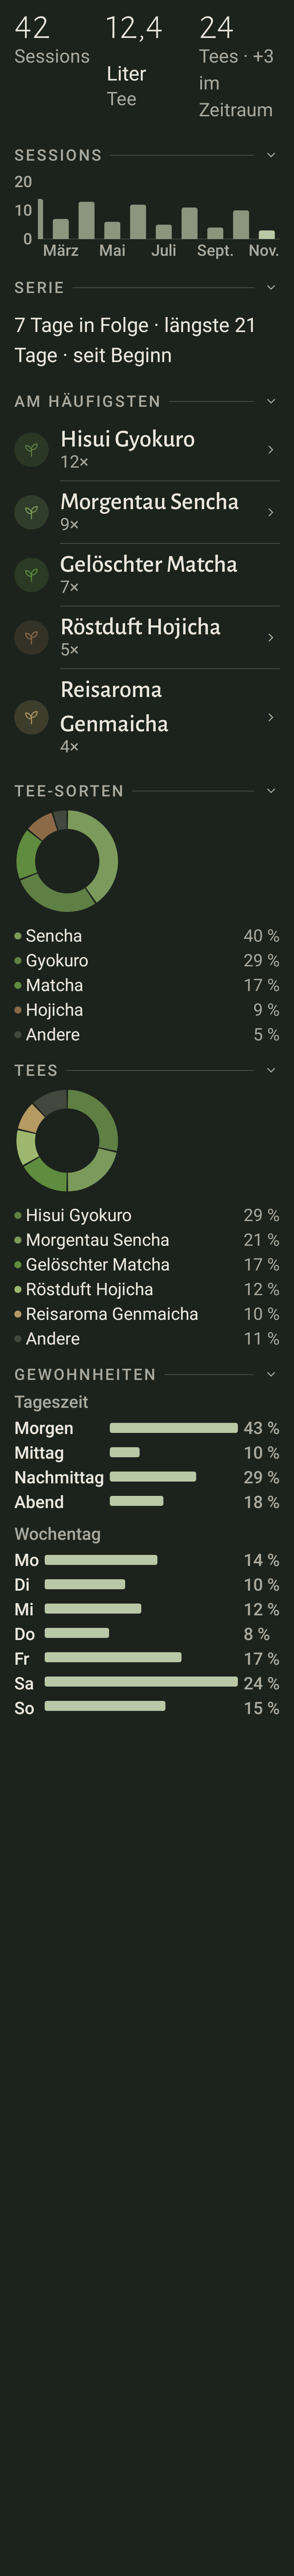 42
Sessions
12,4
Liter
Tee
24
Tees · +3
im
Zeitraum
SESSIONS
20
10
0
März Mai Juli Sept. Nov.
SERIE
7 Tage in Folge · längste 21
Tage · seit Beginn
AM HÄUFIGSTEN
Hisui Gyokuro
12×
Morgentau Sencha
9×
Gelöschter Matcha
7×
Röstduft Hojicha
5×
Reisaroma
Genmaicha
4×
TEE-SORTEN
Sencha 40 %
Gyokuro 29 %
Matcha 17 %
Hojicha 9 %
Andere 5 %
TEES
Hisui Gyokuro 29 %
Morgentau Sencha 21 %
Gelöschter Matcha 17 %
Röstduft Hojicha 12 %
Reisaroma Genmaicha 10 %
Andere 11 %
GEWOHNHEITEN
Tageszeit
Morgen 43 %
Mittag 10 %
Nachmittag 29 %
Abend 18 %
Wochentag
Mo 14 %
Di 10 %
Mi 12 %
Do 8 %
Fr 17 %
Sa 24 %
So 15 %